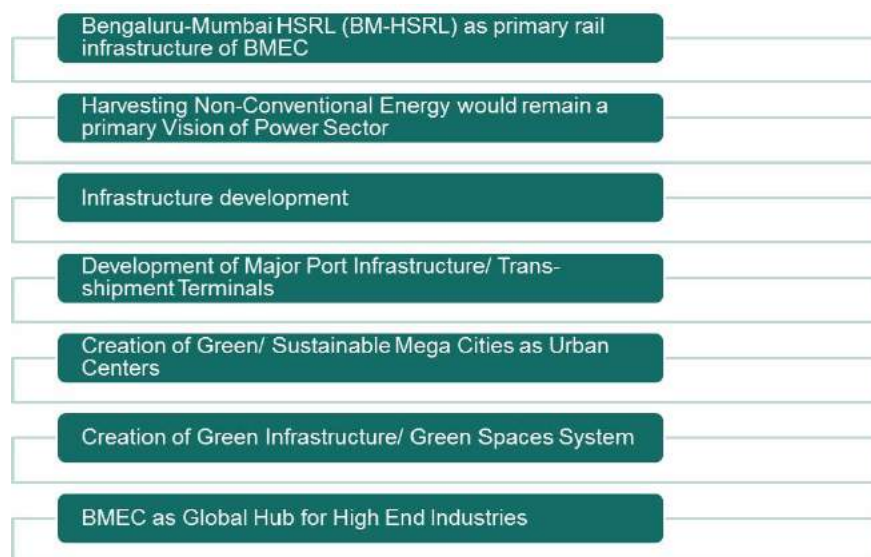 Bengaluru-Mumbai HSRL (BM-HSRL) as primary rail
infrastructure of BMEC
Harvesting Non-Conventional Energy would remain a
primary Vision of Power Sector
Infrastructure development
Development of Major Port Infrastructure/ Trans-
shipment Terminals
Creation of Green/ Sustainable Mega Cities as Urban
Centers
Creation of Green Infrastructure/ Green Spaces System
BMEC as Global Hub for High End Industries